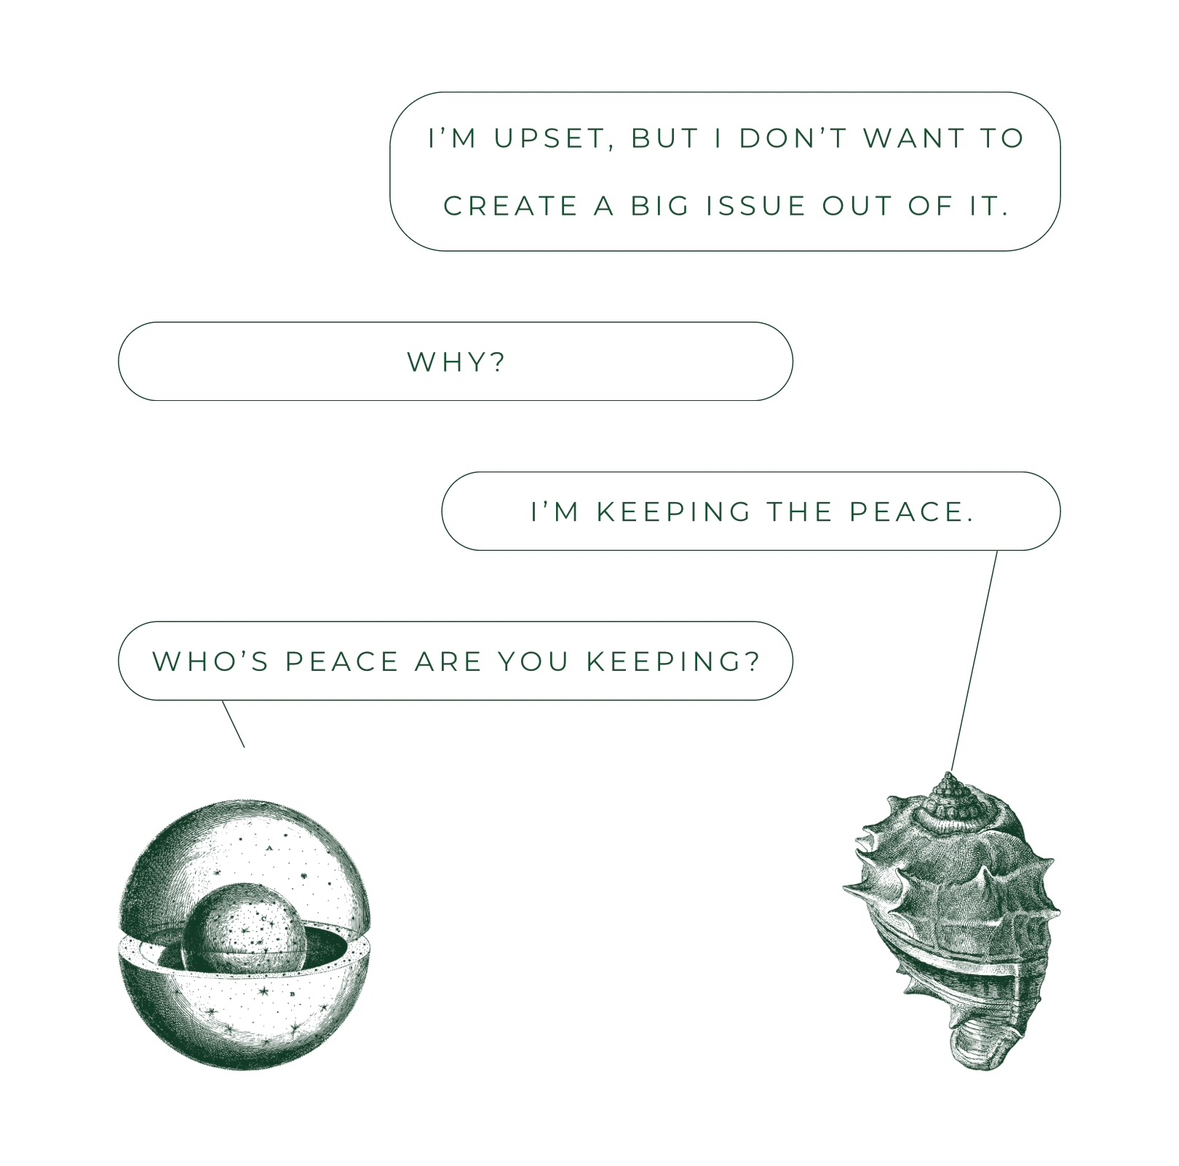 I’M UPSET, BUT I DON’T WANT TO
CREATE A BIG ISSUE OUT OF IT.
WHY?
I’M KEEPING THE PEACE.
WHO’S PEACE ARE YOU KEEPING?
A
C
B